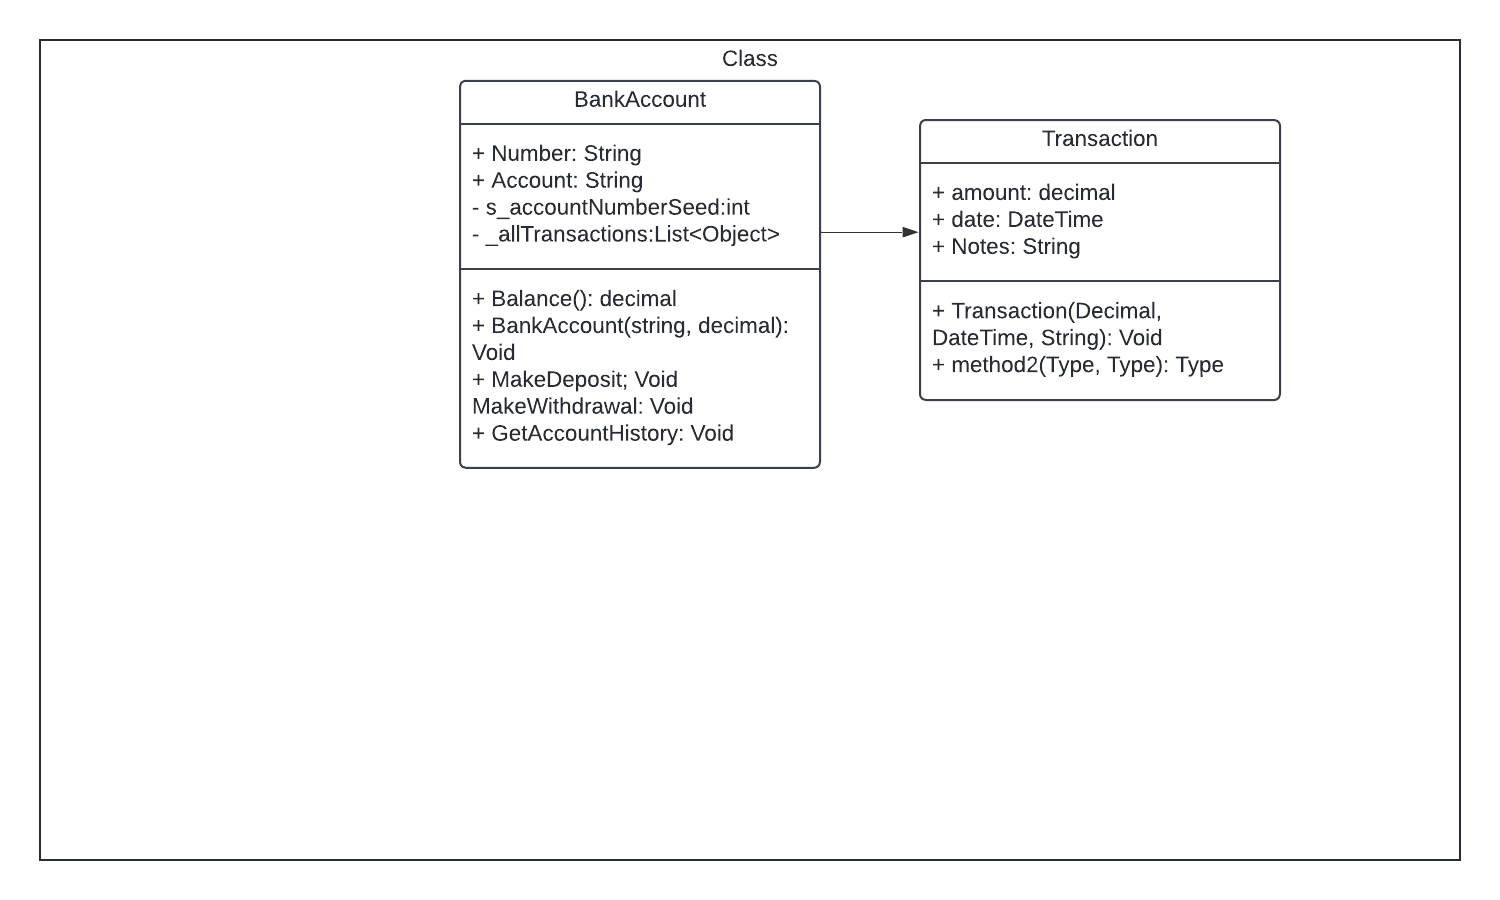 Class
BankAccount
+ Number: String
+ Account: String
- s_accountNumberSeed:int
- _allTransactions:List<Object>
+ Balance(): decimal
+ BankAccount(string, decimal):
Void
+ MakeDeposit; Void
MakeWithdrawal: Void
+ GetAccountHistory: Void
Transaction
+ amount: decimal
+ date: DateTime
+ Notes: String
+ Transaction(Decimal,
DateTime, String): Void
+ method2(Type, Type): Type